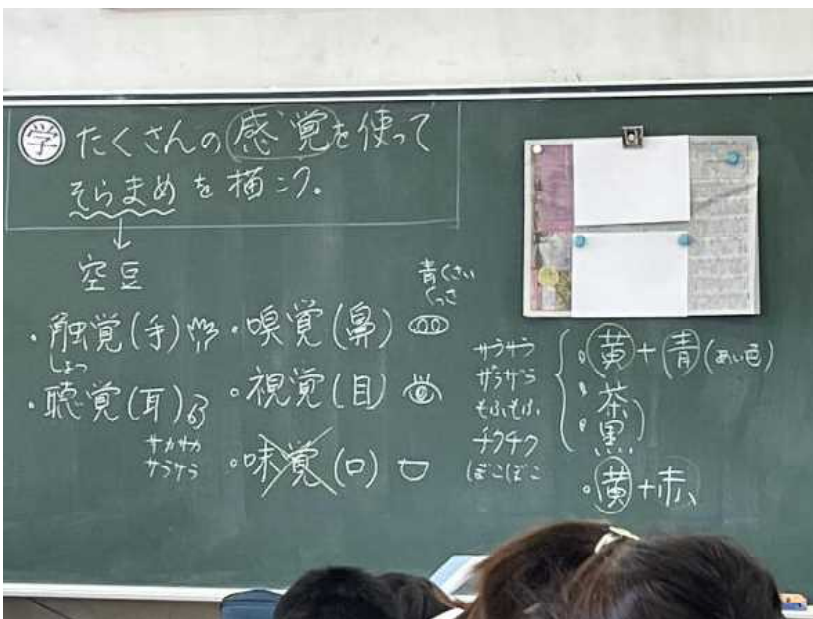 学 たくさんの感覚を使って
そらまめを描こう。
↓
空豆
・触覚(手)
しょっ
・聴覚(耳)
サカサカ
サラサラ
青くさい
くっさ
・嗅覚(鼻)
・視覚(目)
・味覚(口)
サラサラ
ザラザラ
もふもふ
チクチク
ぼこぼこ
・黄+青(あい色)
・茶
・黒
・黄+赤